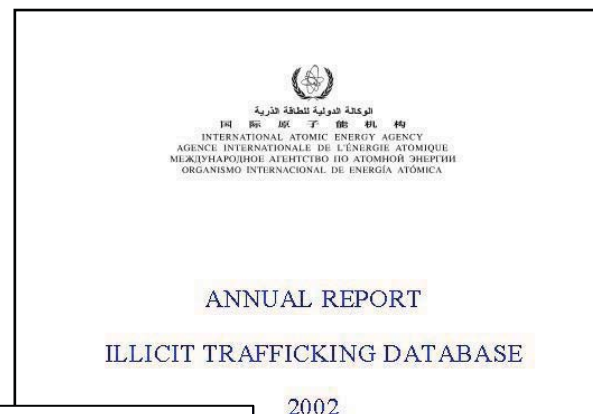 الوكالة الدولية للطاقة الذرية
国 际 原 子 能 机 构
INTERNATIONAL ATOMIC ENERGY AGENCY
AGENCE INTERNATIONALE DE L'ÉNERGIE ATOMIQUE
МЕЖДУНАРОДНОЕ АГЕНТСТВО ПО АТОМНОЙ ЭНЕРГИИ
ORGANISMO INTERNACIONAL DE ENERGÍA ATÓMICA
ANNUAL REPORT
ILLICIT TRAFFICKING DATABASE
2002